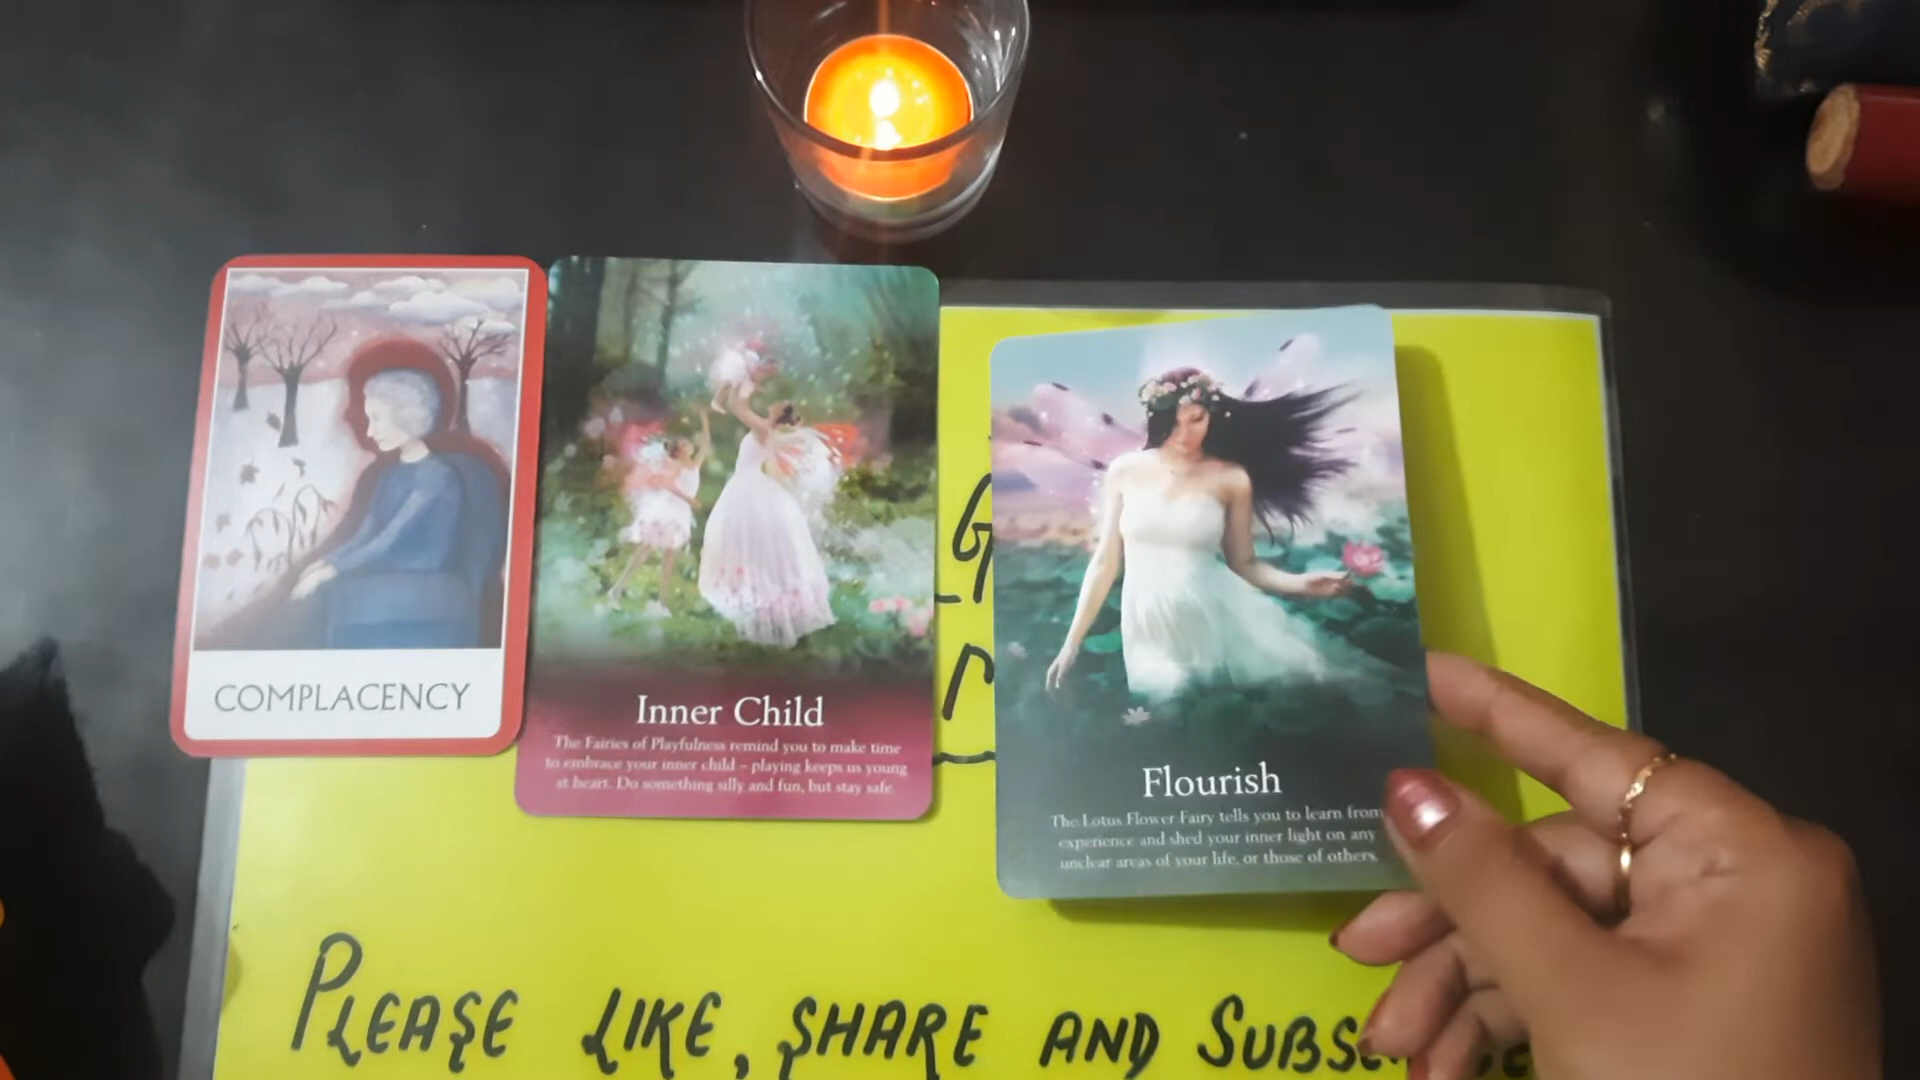 COMPLACENCY
Inner Child
The Fairies of Playfulness remind you to make time
to embrace your inner child – playing keeps us young
at heart. Do something silly and fun, but stay safe.
Flourish
The Lotus Flower Fairy tells you to learn from
experience and shed your inner light on any
unclear areas of your life, or those of others.
PLEASE LIKE, SHARE AND